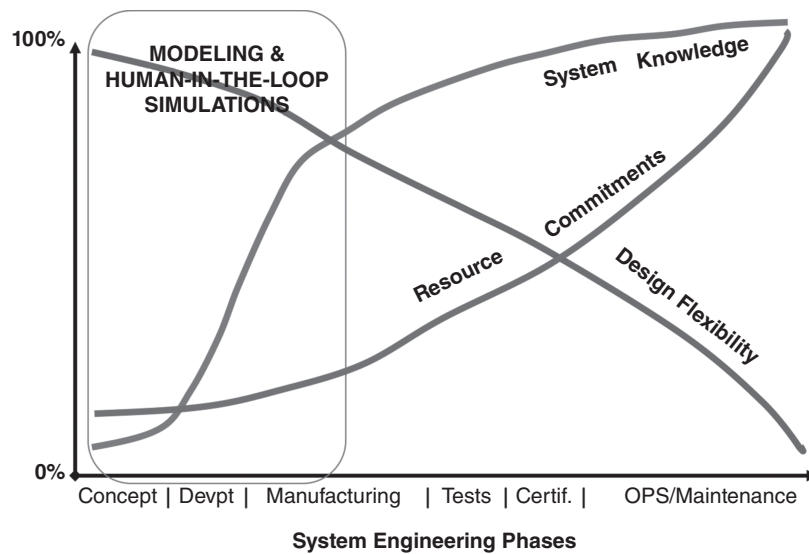 100%
MODELING &
HUMAN-IN-THE-LOOP
SIMULATIONS
System Knowledge
Commitments
Resource
Design Flexibility
0%
Concept | Devpt | Manufacturing | Tests | Certif. | OPS/Maintenance
System Engineering Phases